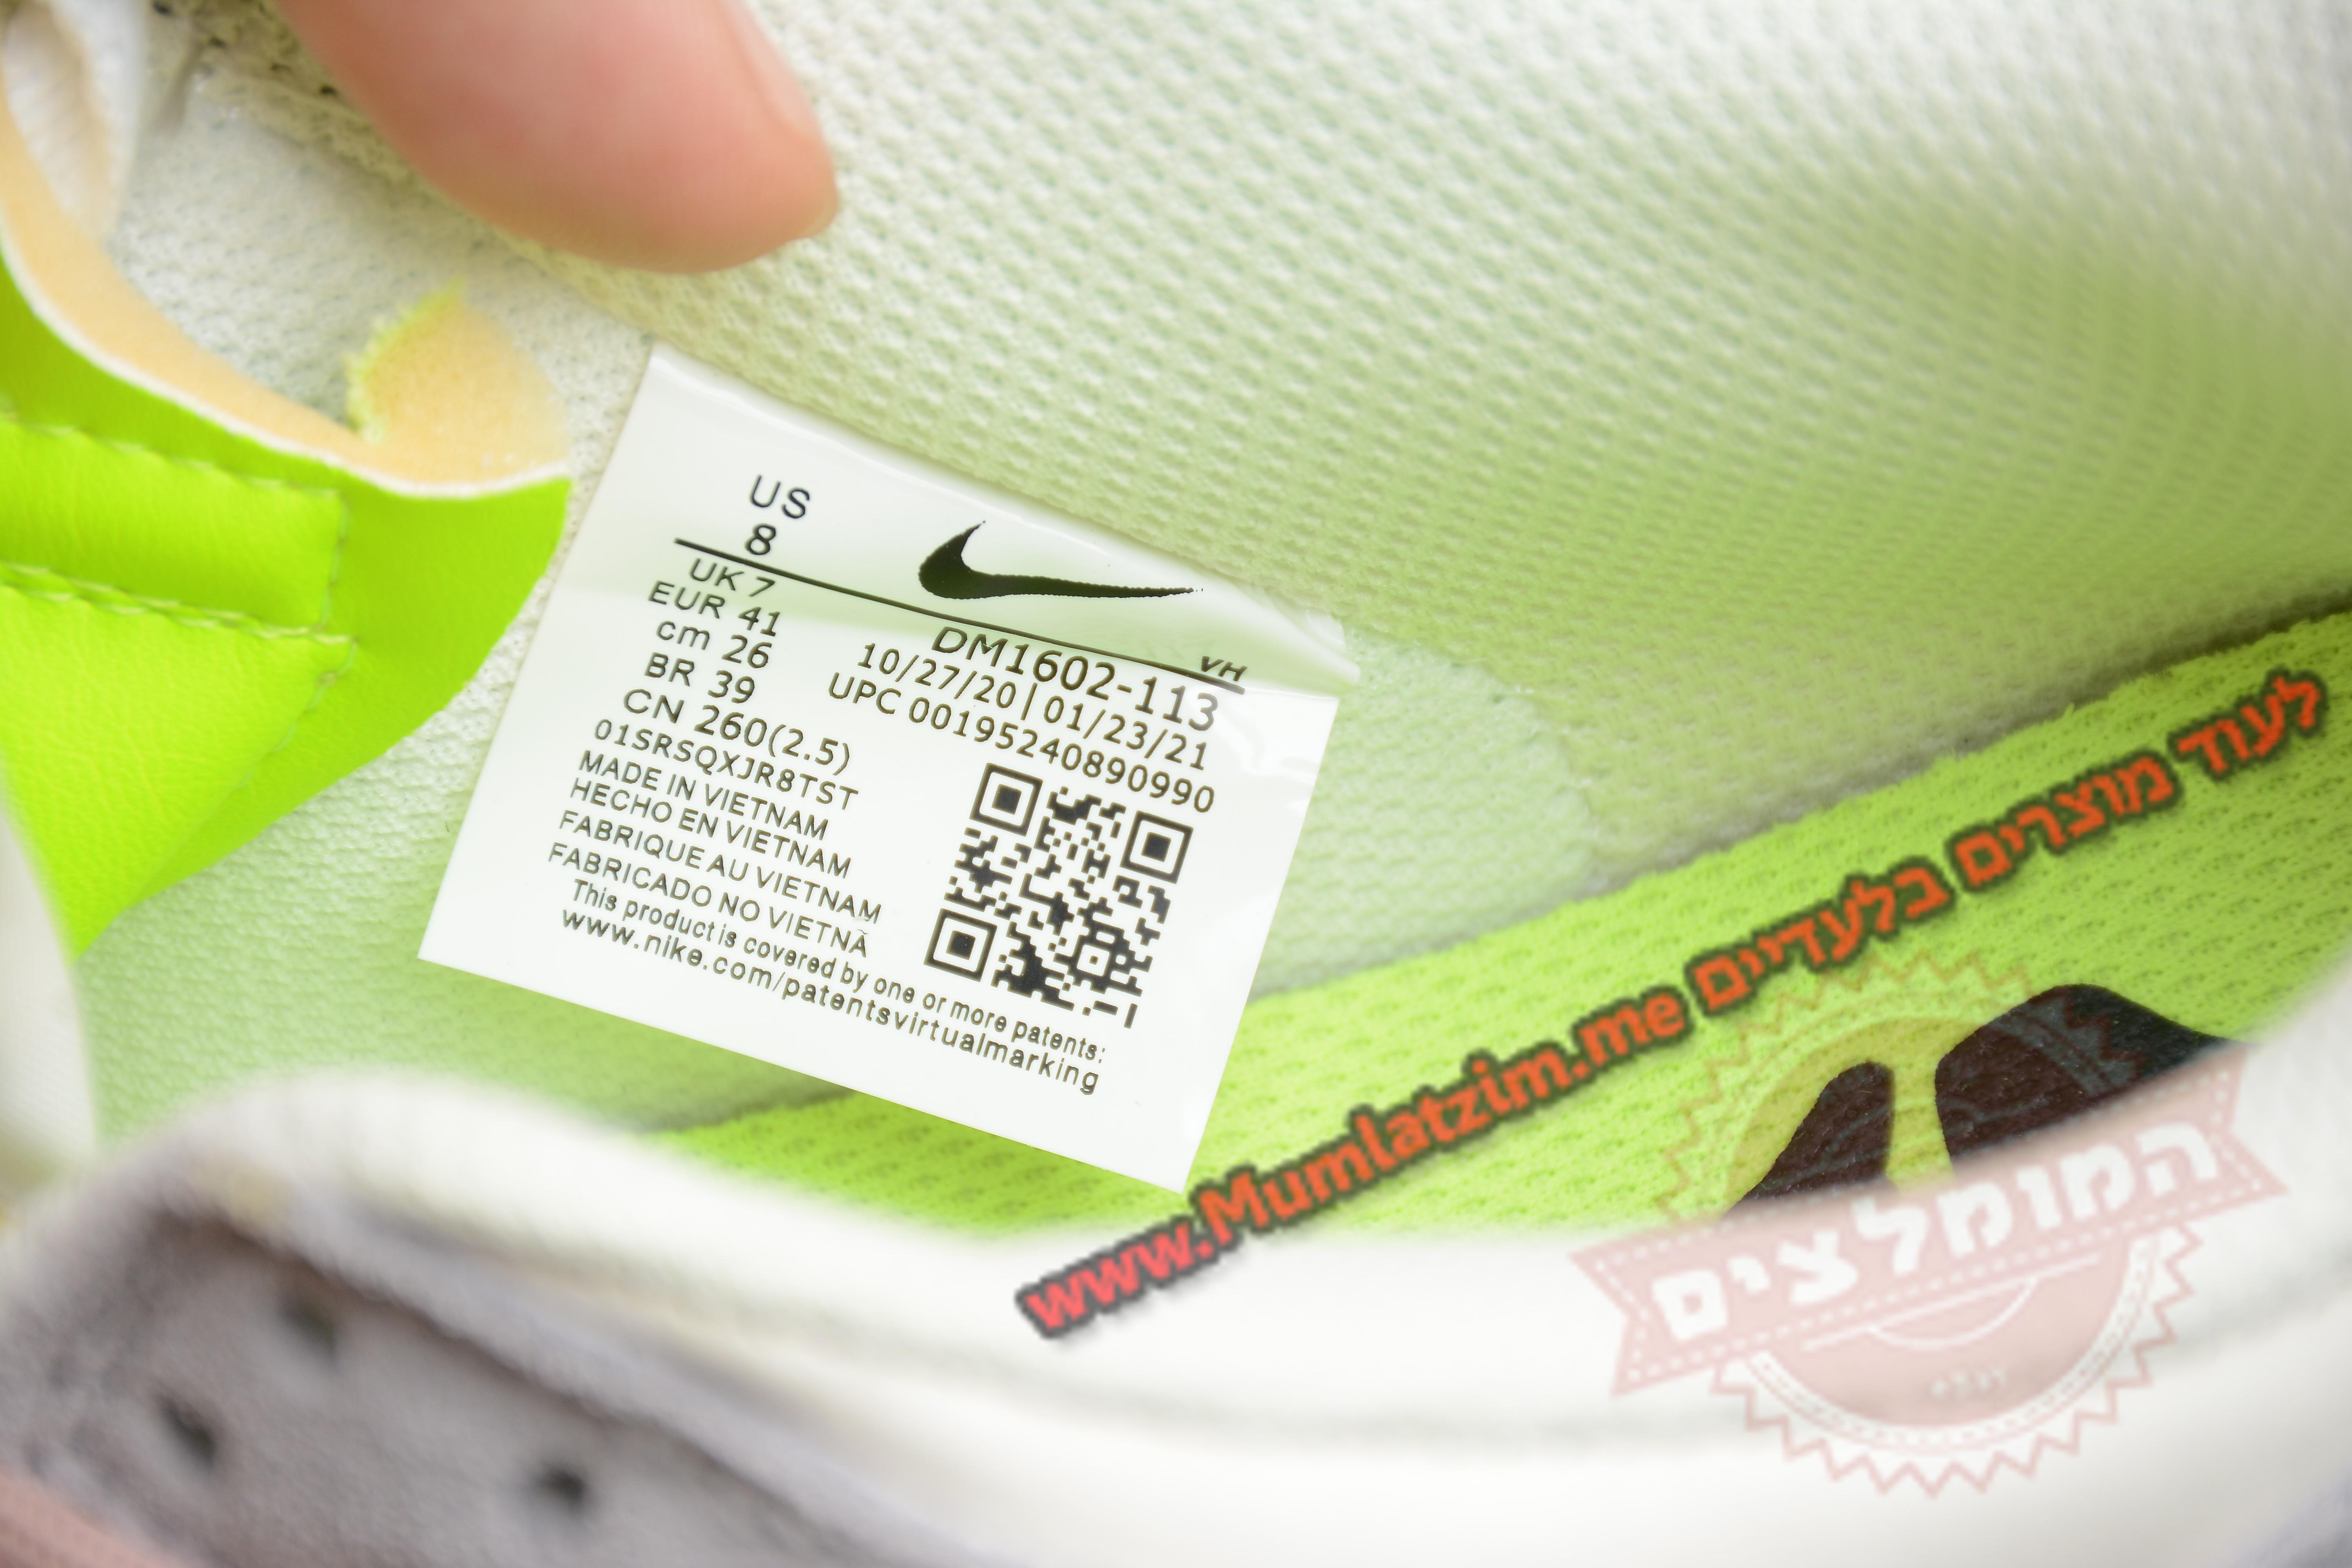 US
8
VH
UK 7
EUR 41
cm 26
BR 39
CN 260(2.5)
01SRSQXJR8TST
MADE IN VIETNAM
HECHO EN VIETNAM
FABRIQUE AU VIETNAM
FABRICADO NO VIETNÃ
DM1602-113
10/27/20 | 01/23/21
UPC 00195240890990
This product is covered by one or more patents:
www.nike.com/patentsvirtualmarking
לעוד מוצרים בלעדיים www.Mumlatzim.me
המומלצים